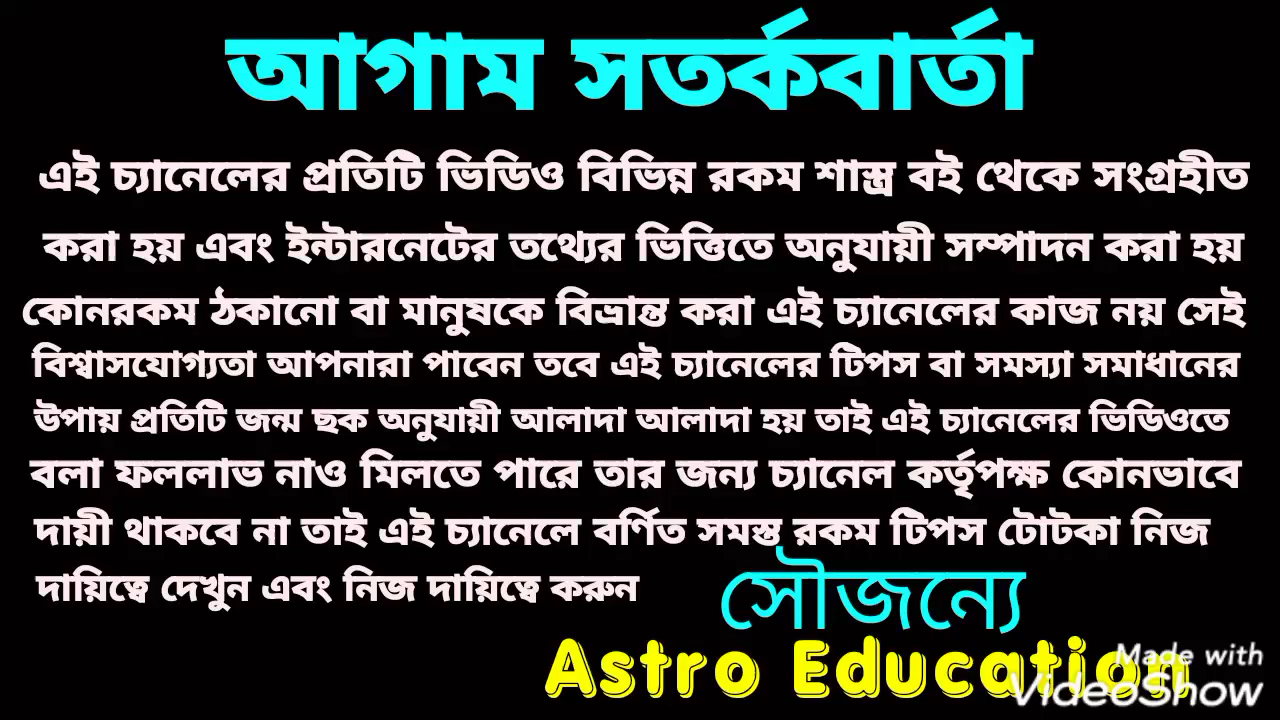 আগাম সতর্কবার্তা
এই চ্যানেলের প্রতিটি ভিডিও বিভিন্ন রকম শাস্ত্র বই থেকে সংগ্রহীত
করা হয় এবং ইন্টারনেটের তথ্যের ভিত্তিতে অনুযায়ী সম্পাদন করা হয়
কোনরকম ঠকানো বা মানুষকে বিভ্রান্ত করা এই চ্যানেলের কাজ নয় সেই
বিশ্বাসযোগ্যতা আপনারা পাবেন তবে এই চ্যানেলের টিপস বা সমস্যা সমাধানের
উপায় প্রতিটি জন্ম ছক অনুযায়ী আলাদা আলাদা হয় তাই এই চ্যানেলের ভিডিওতে
বলা ফললাভ নাও মিলতে পারে তার জন্য চ্যানেল কর্তৃপক্ষ কোনভাবে
দায়ী থাকবে না তাই এই চ্যানেলে বর্ণিত সমস্ত রকম টিপস টোটকা নিজ
দায়িত্বে দেখুন এবং নিজ দায়িত্বে করুন
সৌজন্যে
Astro Education
Made with
VideoShow